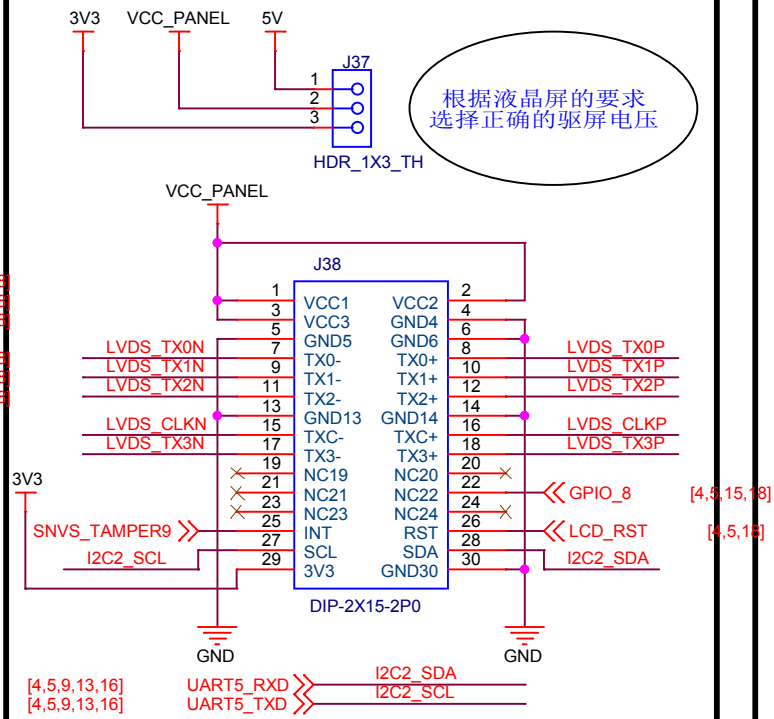 3V3 VCC_PANEL 5V
J37
1
2
3
HDR_1X3_TH
根据液晶屏的要求
选择正确的驱屏电压
VCC_PANEL
J38
1 VCC1 VCC2 2
3 VCC3 GND4 4
5 GND5 GND6 6
LVDS_TX0N 7 TX0- TX0+ 8 LVDS_TX0P
LVDS_TX1N 9 TX1- TX1+ 10 LVDS_TX1P
LVDS_TX2N 11 TX2- TX2+ 12 LVDS_TX2P
13 GND13 GND14 14
LVDS_CLKN 15 TXC- TXC+ 16 LVDS_CLKP
LVDS_TX3N 17 TX3- TX3+ 18 LVDS_TX3P
19 NC19 NC20 20
3V3
21 NC21 NC22 22 GPIO_8 [4,5,15,18]
23 NC23 NC24 24
SNVS_TAMPER9 25 INT RST 26 LCD_RST [4,5,18]
I2C2_SCL 27 SCL SDA 28 I2C2_SDA
29 3V3 GND30 30
DIP-2X15-2P0
GND GND
[4,5,9,13,16] UART5_RXD I2C2_SDA
[4,5,9,13,16] UART5_TXD I2C2_SCL